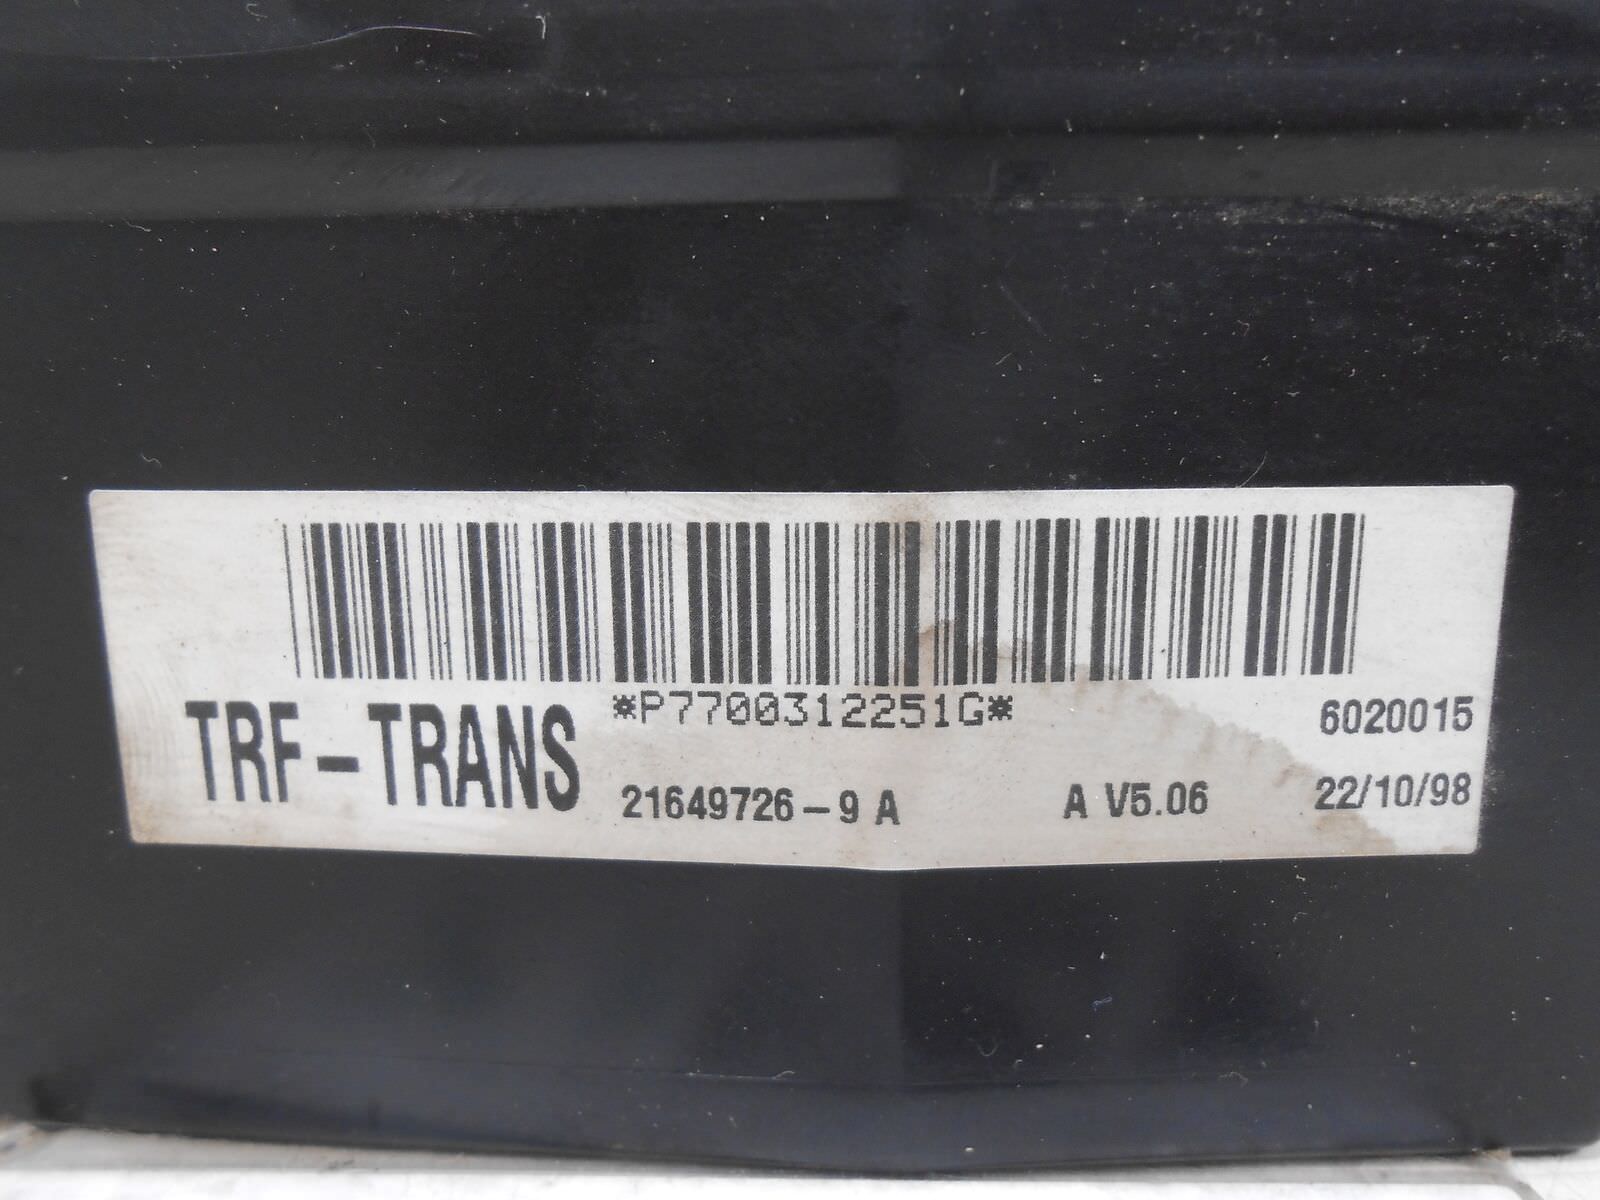 *P7700312251G*
6020015
TRF-TRANS
21649726-9 A
A V5.06
22/10/98